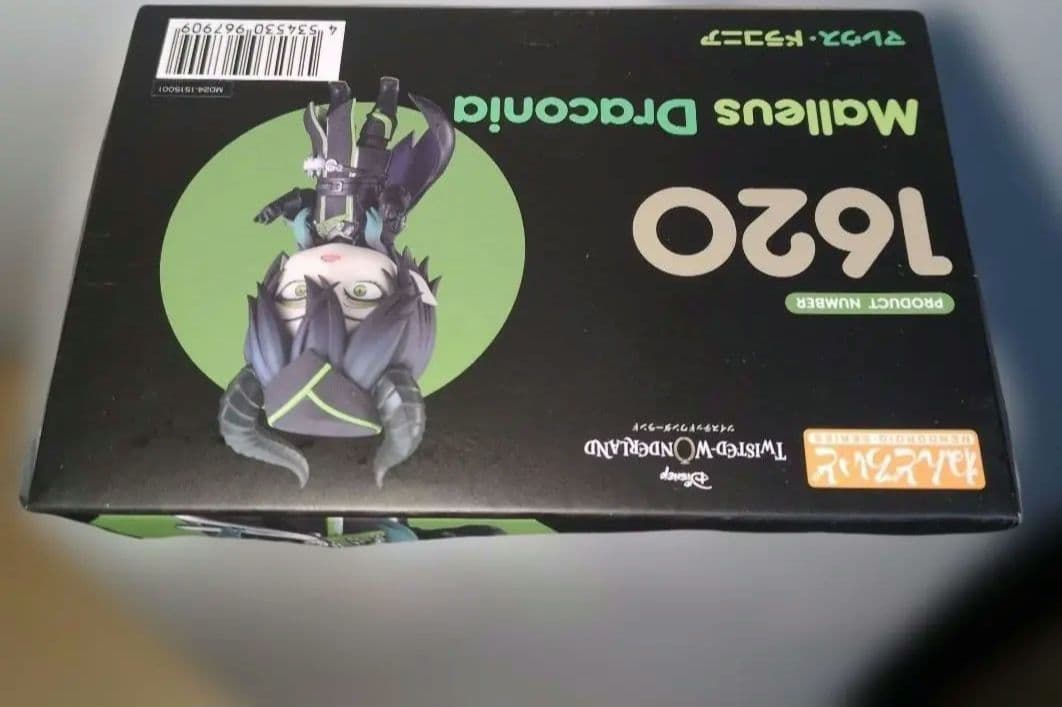 ねんどろいど
NENDOROID SERIES
Disney
TWISTED-WONDERLAND
ツイステッドワンダーランド
PRODUCT NUMBER
1620
Malleus Draconia
マレウス・ドラコニア
MD24-1515001
4 534530 967909